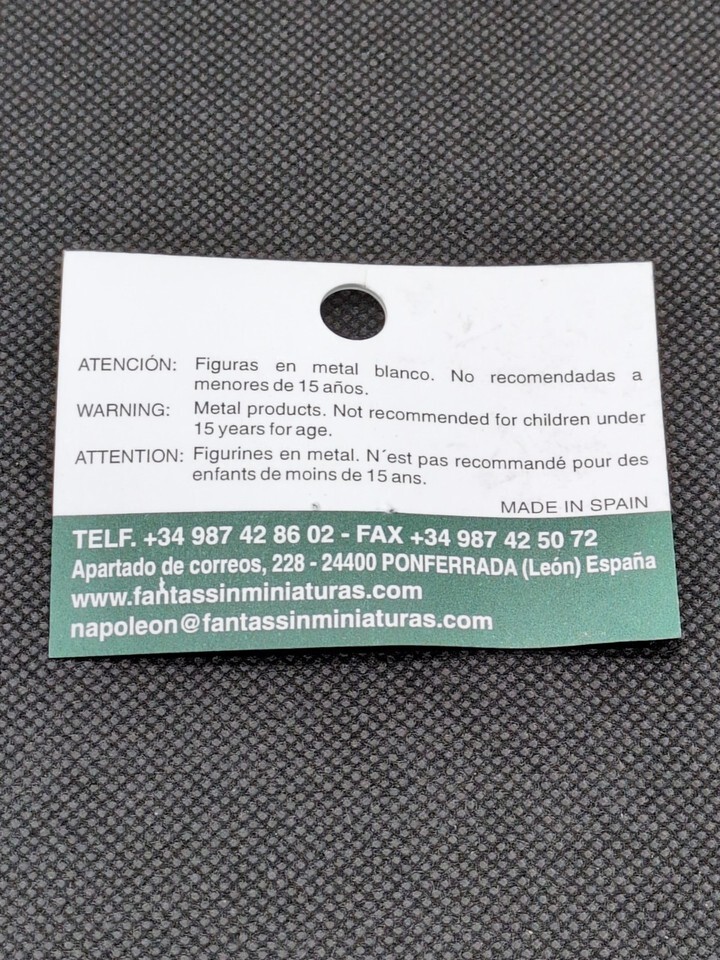 ATENCIÓN: Figuras en metal blanco. No recomendadas a
menores de 15 años.
WARNING: Metal products. Not recommended for children under
15 years for age.
ATTENTION: Figurines en metal. N´est pas recommandé pour des
enfants de moins de 15 ans.
MADE IN SPAIN
TELF. +34 987 42 86 02 - FAX +34 987 42 50 72
Apartado de correos, 228 - 24400 PONFERRADA (León) España
www.fantassinminiaturas.com
napoleon@fantassinminiaturas.com